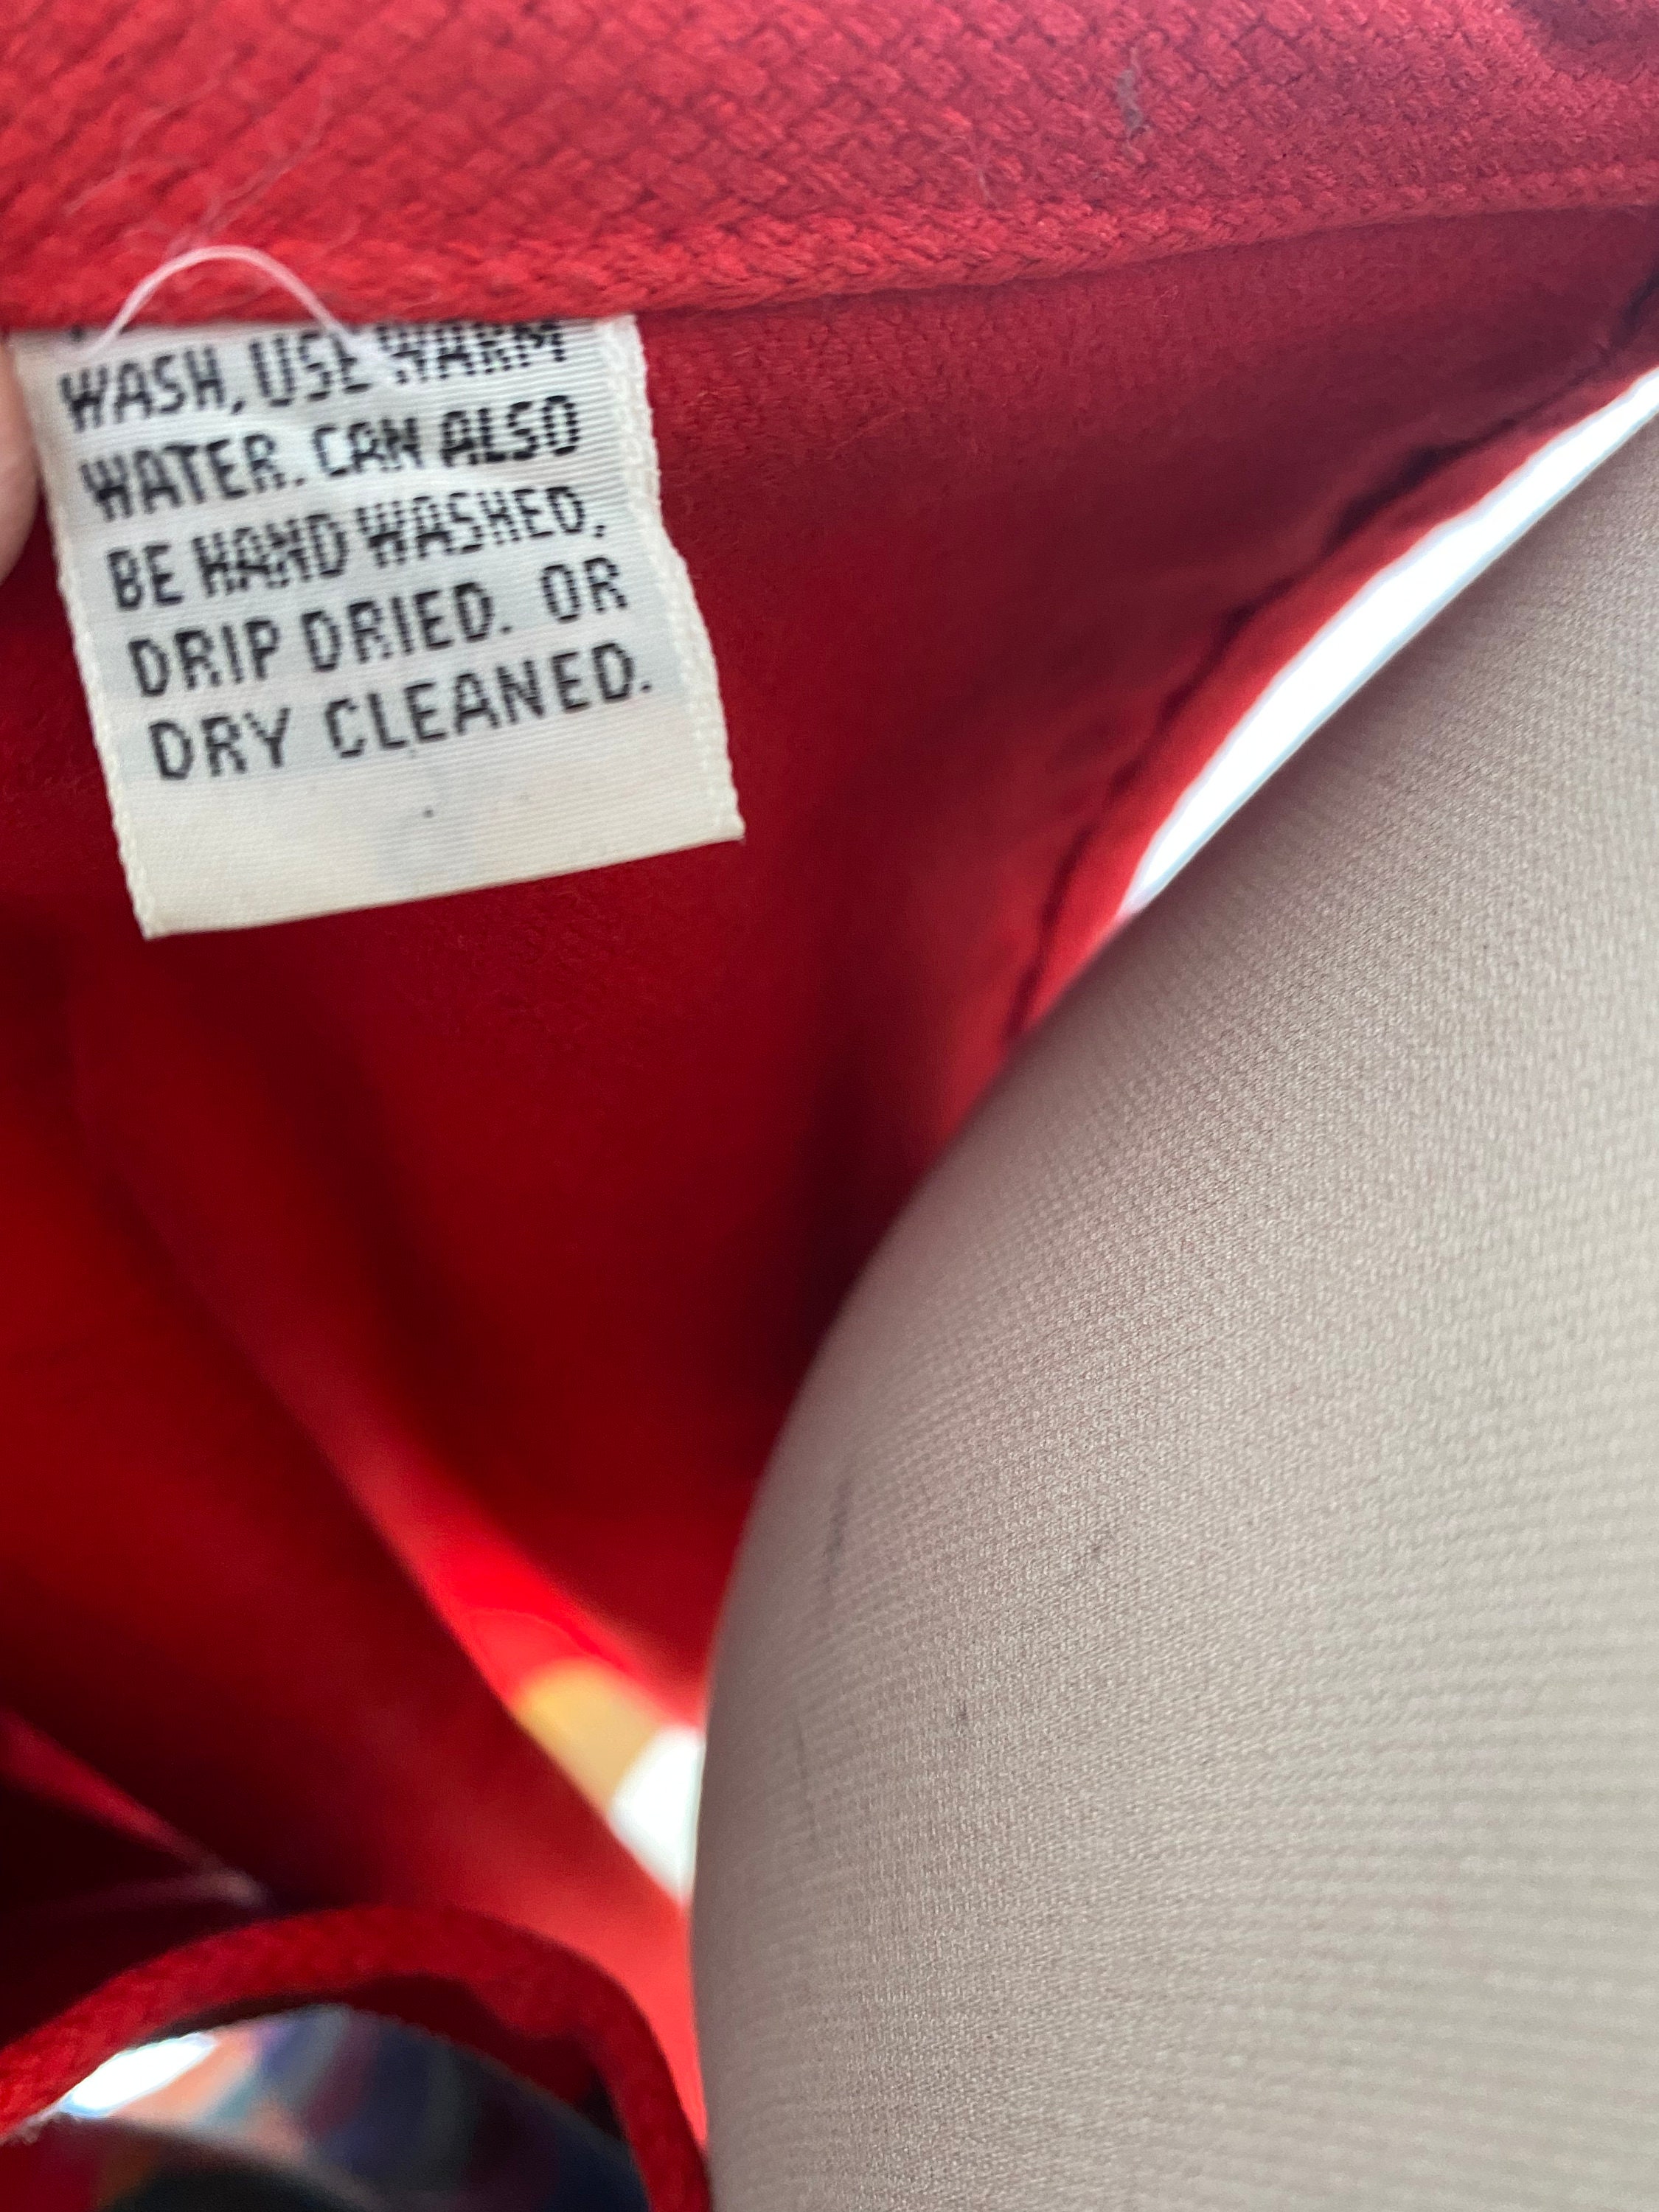 WASH, USE WARM
WATER. CAN ALSO
BE HAND WASHED,
DRIP DRIED. OR
DRY CLEANED.